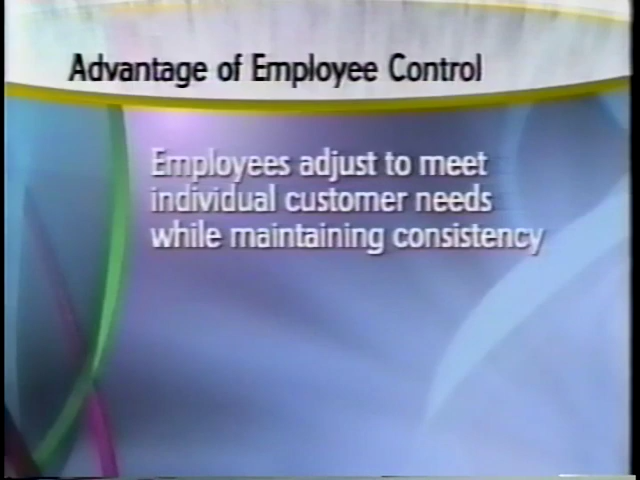 Advantage of Employee Control
Employees adjust to meet
individual customer needs
while maintaining consistency